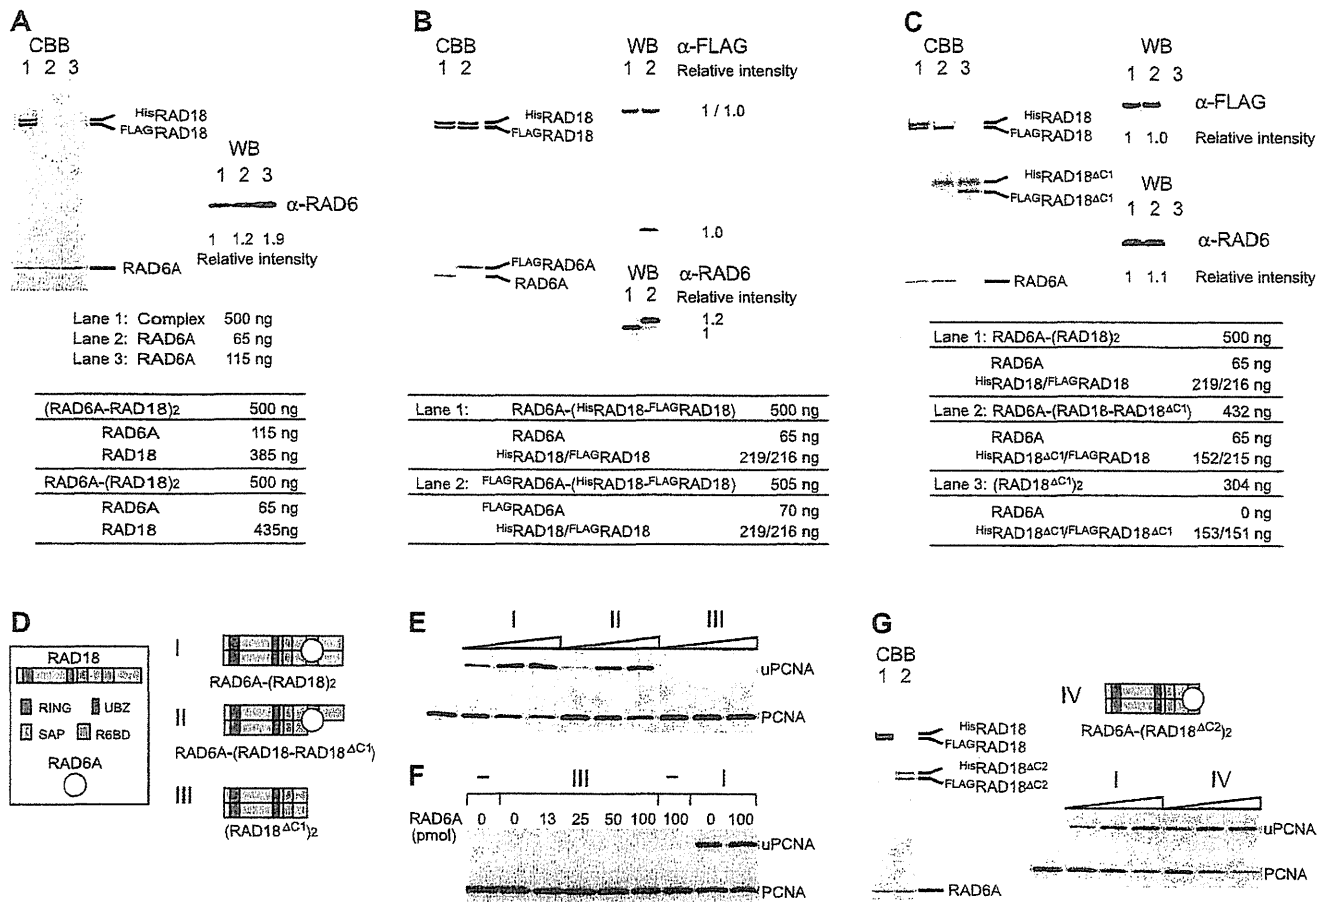 A
CBB
1 2 3
HisRAD18
FLAGRAD18
WB
1 2 3
α-RAD6
1 1.2 1.9
Relative intensity
RAD6A
Lane 1: Complex 500 ng
Lane 2: RAD6A 65 ng
Lane 3: RAD6A 115 ng
(RAD6A-RAD18)2 500 ng
RAD6A 115 ng
RAD18 385 ng
RAD6A-(RAD18)2 500 ng
RAD6A 65 ng
RAD18 435ng
B
CBB
1 2
WB α-FLAG
1 2 Relative intensity
HisRAD18
FLAGRAD18
1 / 1.0
1.0
FLAGRAD6A
RAD6A
WB α-RAD6
1 2 Relative intensity
1.2
1
Lane 1: RAD6A-(HisRAD18-FLAGRAD18) 500 ng
RAD6A 65 ng
HisRAD18/FLAGRAD18 219/216 ng
Lane 2: FLAGRAD6A-(HisRAD18-FLAGRAD18) 505 ng
FLAGRAD6A 70 ng
HisRAD18/FLAGRAD18 219/216 ng
C
CBB
1 2 3
WB
1 2 3
HisRAD18
FLAGRAD18
α-FLAG
1 1.0 Relative intensity
HisRAD18ΔC1
FLAGRAD18ΔC1
WB
1 2 3
α-RAD6
1 1.1 Relative intensity
RAD6A
Lane 1: RAD6A-(RAD18)2 500 ng
RAD6A 65 ng
HisRAD18/FLAGRAD18 219/216 ng
Lane 2: RAD6A-(RAD18-RAD18ΔC1) 432 ng
RAD6A 65 ng
HisRAD18ΔC1/FLAGRAD18 152/215 ng
Lane 3: (RAD18ΔC1)2 304 ng
RAD6A 0 ng
HisRAD18ΔC1/FLAGRAD18ΔC1 153/151 ng
D
RAD18
RING UBZ
SAP R6BD
RAD6A
I
RAD6A-(RAD18)2
II
RAD6A-(RAD18-RAD18ΔC1)
III
(RAD18ΔC1)2
E
I II III
uPCNA
PCNA
F
– III – I
RAD6A (pmol) 0 0 13 25 50 100 100 0 100
uPCNA
PCNA
G
CBB
1 2
HisRAD18
FLAGRAD18
HisRAD18ΔC2
FLAGRAD18ΔC2
RAD6A
IV
RAD6A-(RAD18ΔC2)2
I IV
uPCNA
PCNA